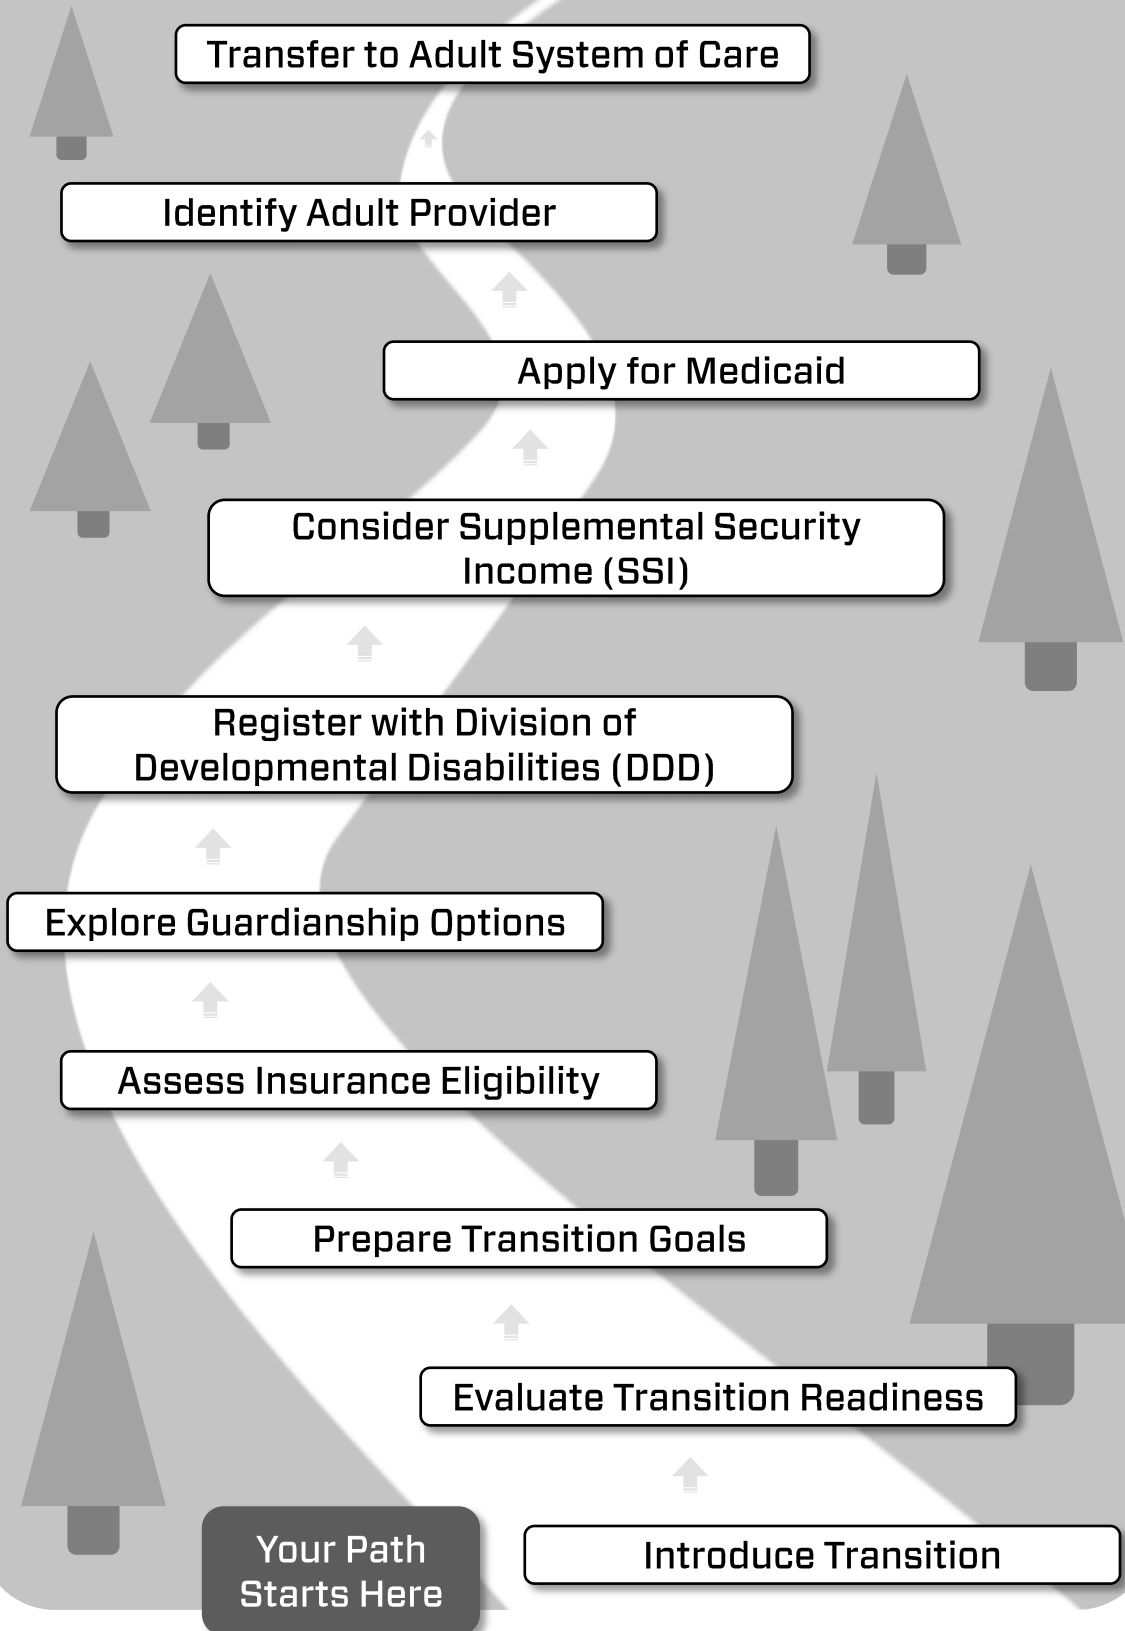 Transfer to Adult System of Care
Identify Adult Provider
Apply for Medicaid
Consider Supplemental Security
Income (SSI)
Register with Division of
Developmental Disabilities (DDD)
Explore Guardianship Options
Assess Insurance Eligibility
Prepare Transition Goals
Evaluate Transition Readiness
Your Path
Starts Here
Introduce Transition